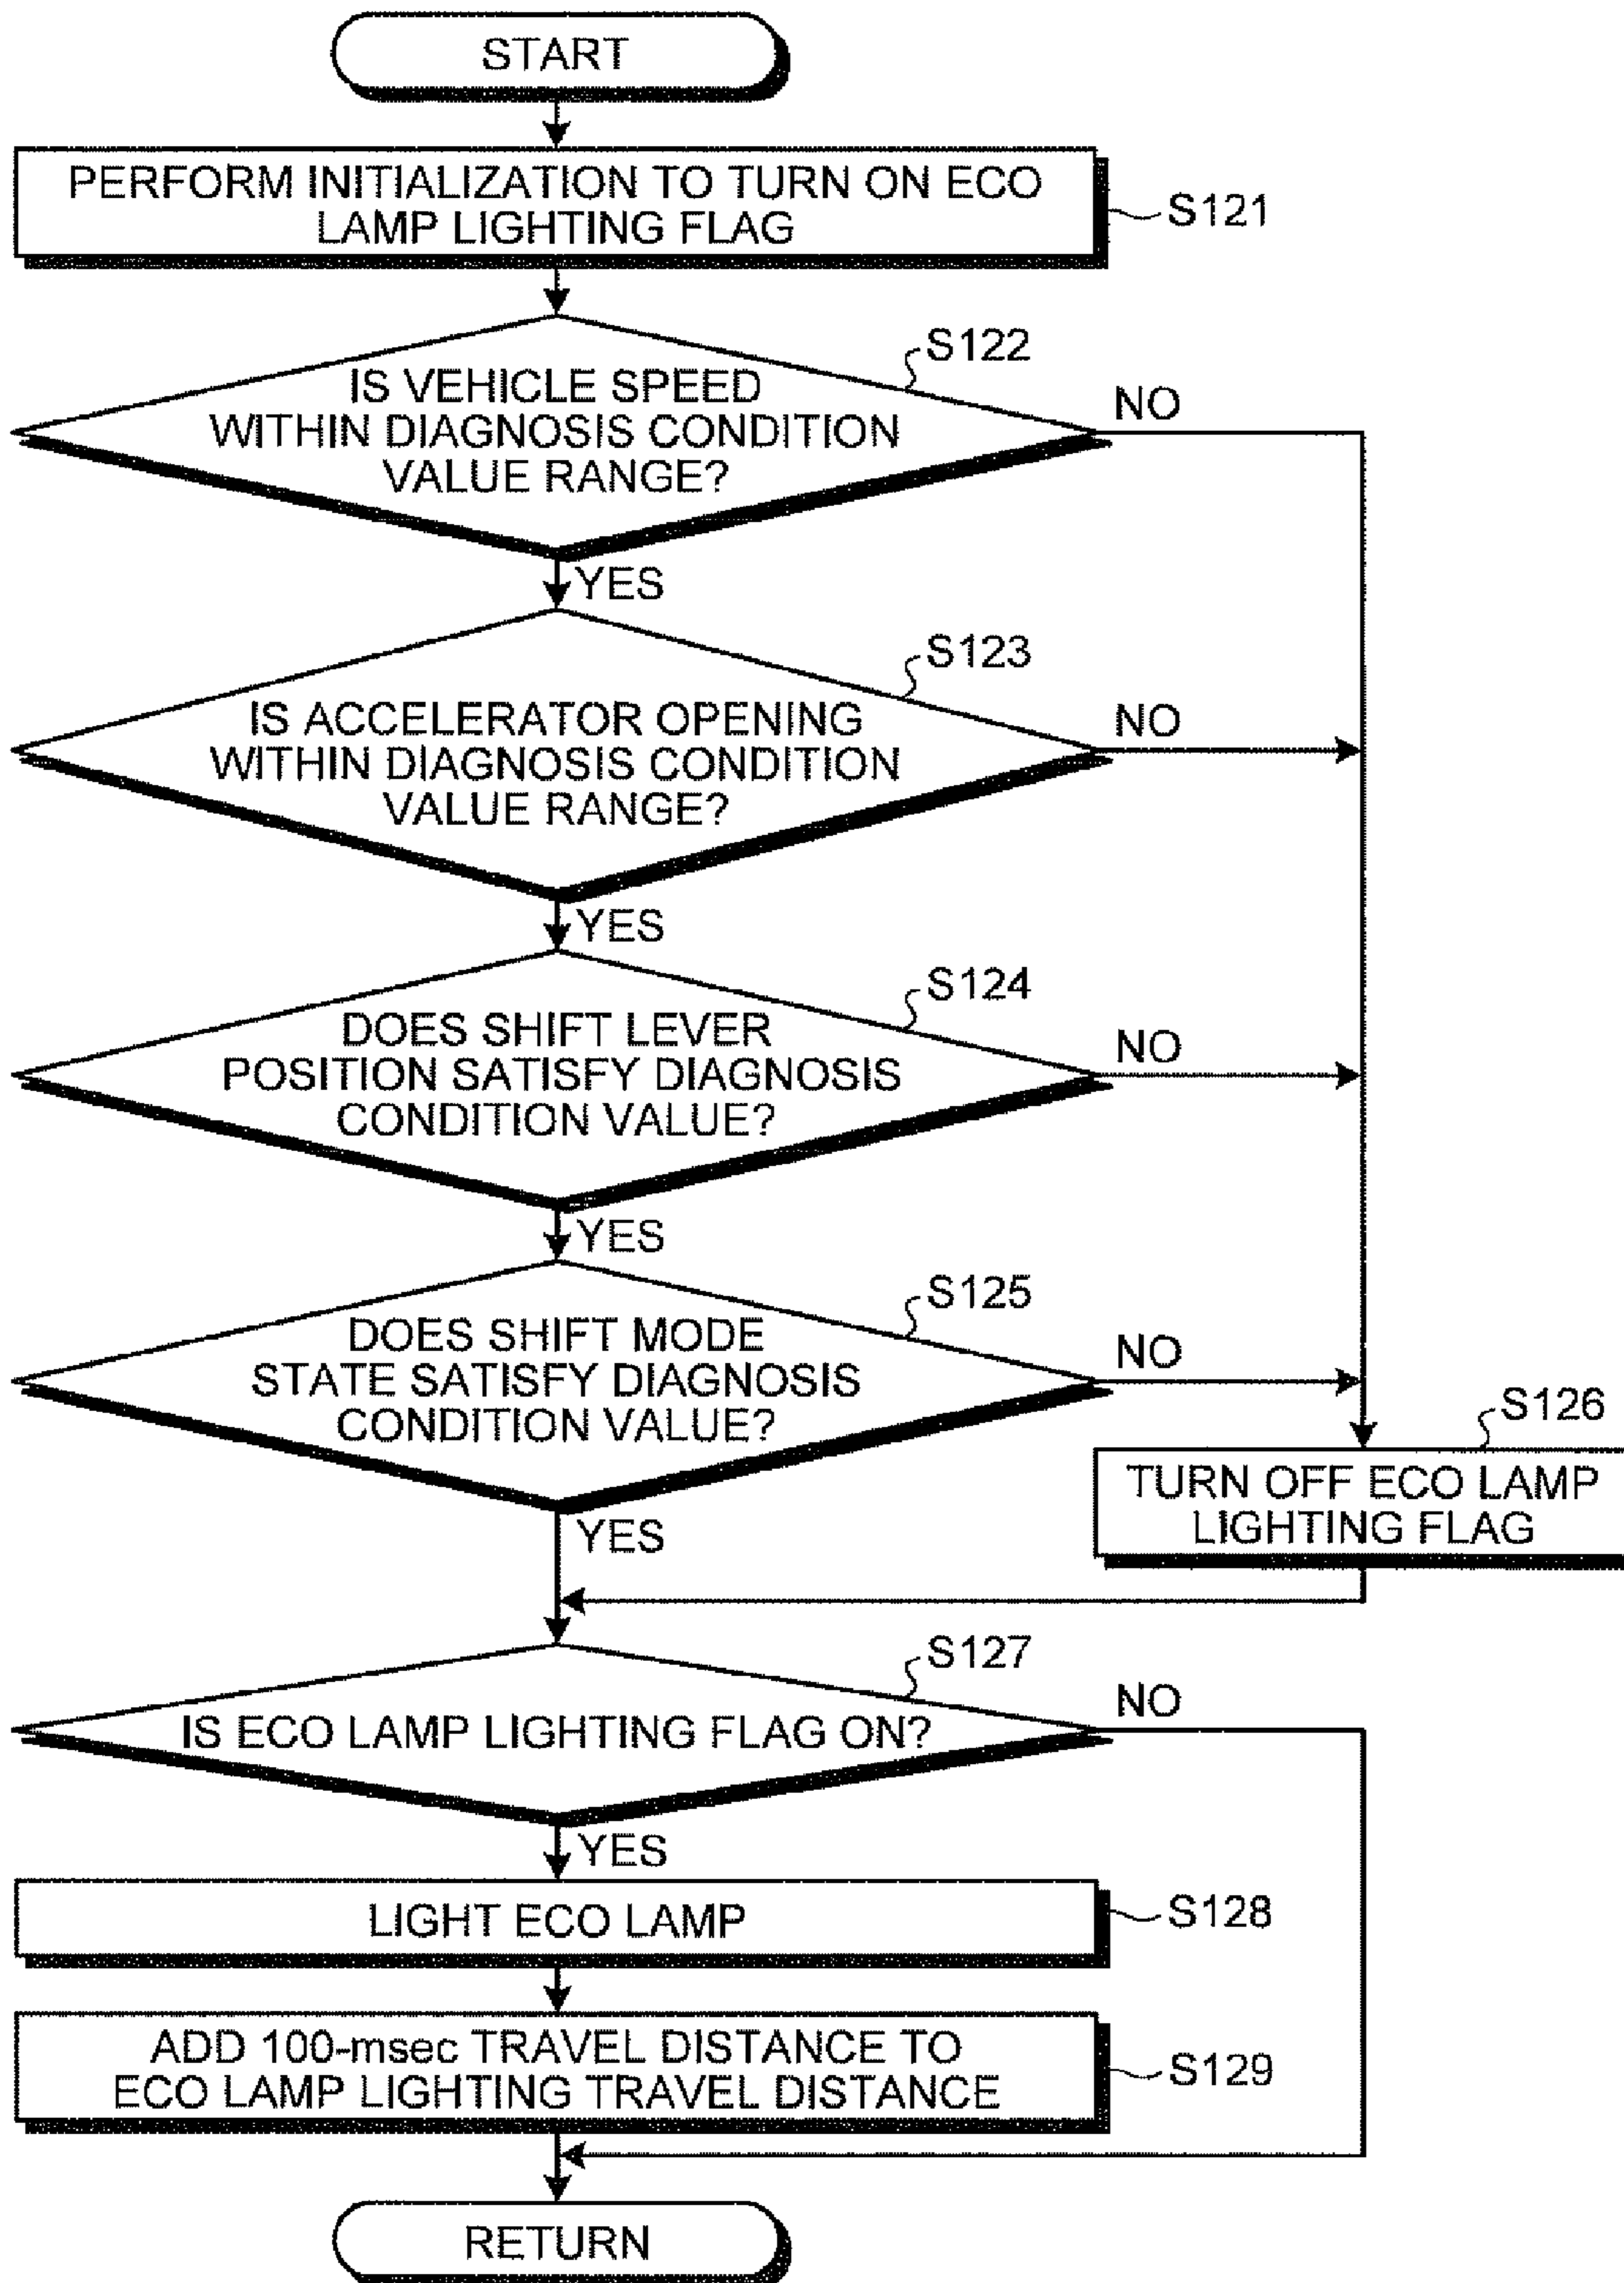 START
PERFORM INITIALIZATION TO TURN ON ECO
LAMP LIGHTING FLAG
S121
S122
IS VEHICLE SPEED
WITHIN DIAGNOSIS CONDITION
VALUE RANGE?
NO
YES
S123
IS ACCELERATOR OPENING
WITHIN DIAGNOSIS CONDITION
VALUE RANGE?
NO
YES
S124
DOES SHIFT LEVER
POSITION SATISFY DIAGNOSIS
CONDITION VALUE?
NO
YES
S125
DOES SHIFT MODE
STATE SATISFY DIAGNOSIS
CONDITION VALUE?
NO
YES
S126
TURN OFF ECO LAMP
LIGHTING FLAG
S127
IS ECO LAMP LIGHTING FLAG ON?
NO
YES
LIGHT ECO LAMP
S128
ADD 100-msec TRAVEL DISTANCE TO
ECO LAMP LIGHTING TRAVEL DISTANCE
S129
RETURN